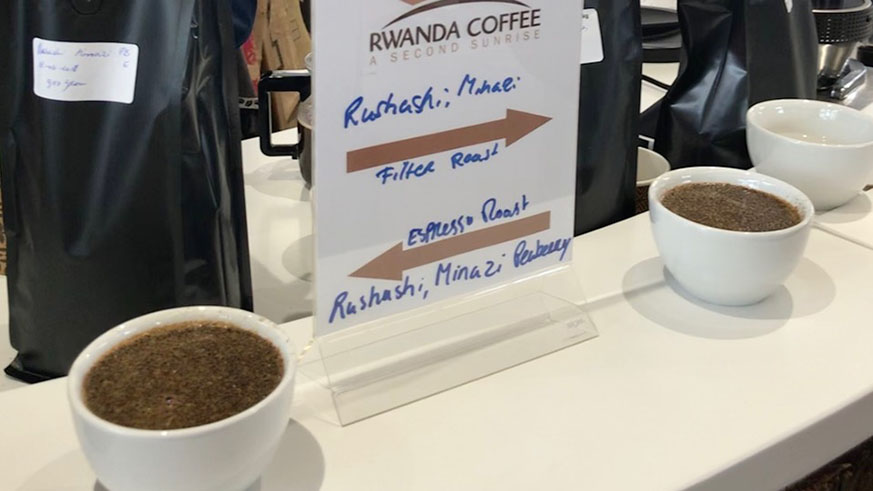 RWANDA COFFEE
A SECOND SUNRISE
Rushashi, Minazi
Filter Roast
Espresso Roast
Rushashi, Minazi Peaberry